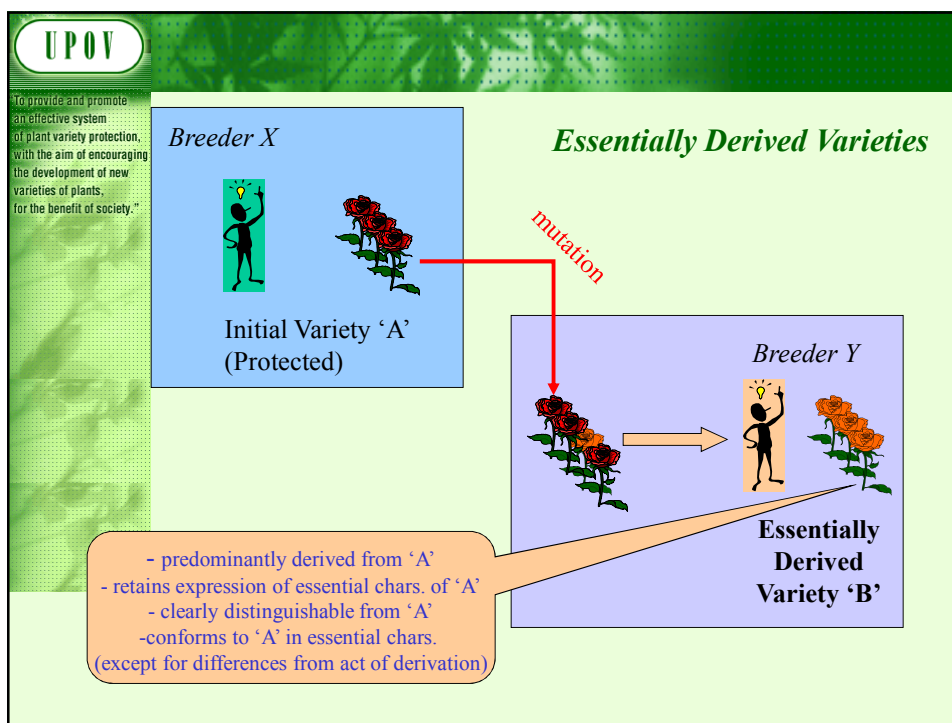 UPOV
"To provide and promote
an effective system
of plant variety protection,
with the aim of encouraging
the development of new
varieties of plants,
for the benefit of society."
Essentially Derived Varieties
Breeder X
Initial Variety ‘A’
(Protected)
mutation
Breeder Y
Essentially
Derived
Variety ‘B’
- predominantly derived from ‘A’
- retains expression of essential chars. of ‘A’
- clearly distinguishable from ‘A’
-conforms to ‘A’ in essential chars.
(except for differences from act of derivation)